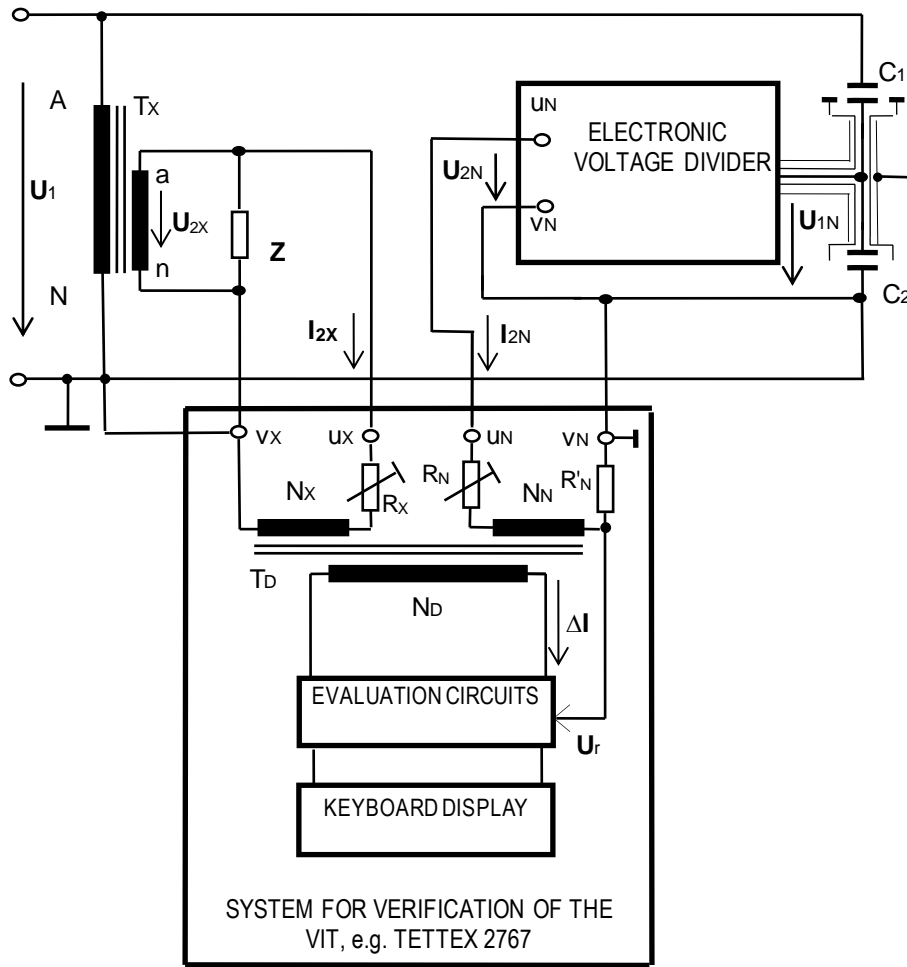 C1
A
TX
uN
ELECTRONIC
VOLTAGE DIVIDER
U2N
a
U1
U2X
vN
U1N
Z
n
N
C2
I2X
I2N
vX
uX
uN
vN
NX
RX
RN
NN
R'N
TD
ND
ΔI
EVALUATION CIRCUITS
Ur
KEYBOARD DISPLAY
SYSTEM FOR VERIFICATION OF THE
VIT, e.g. TETTEX 2767